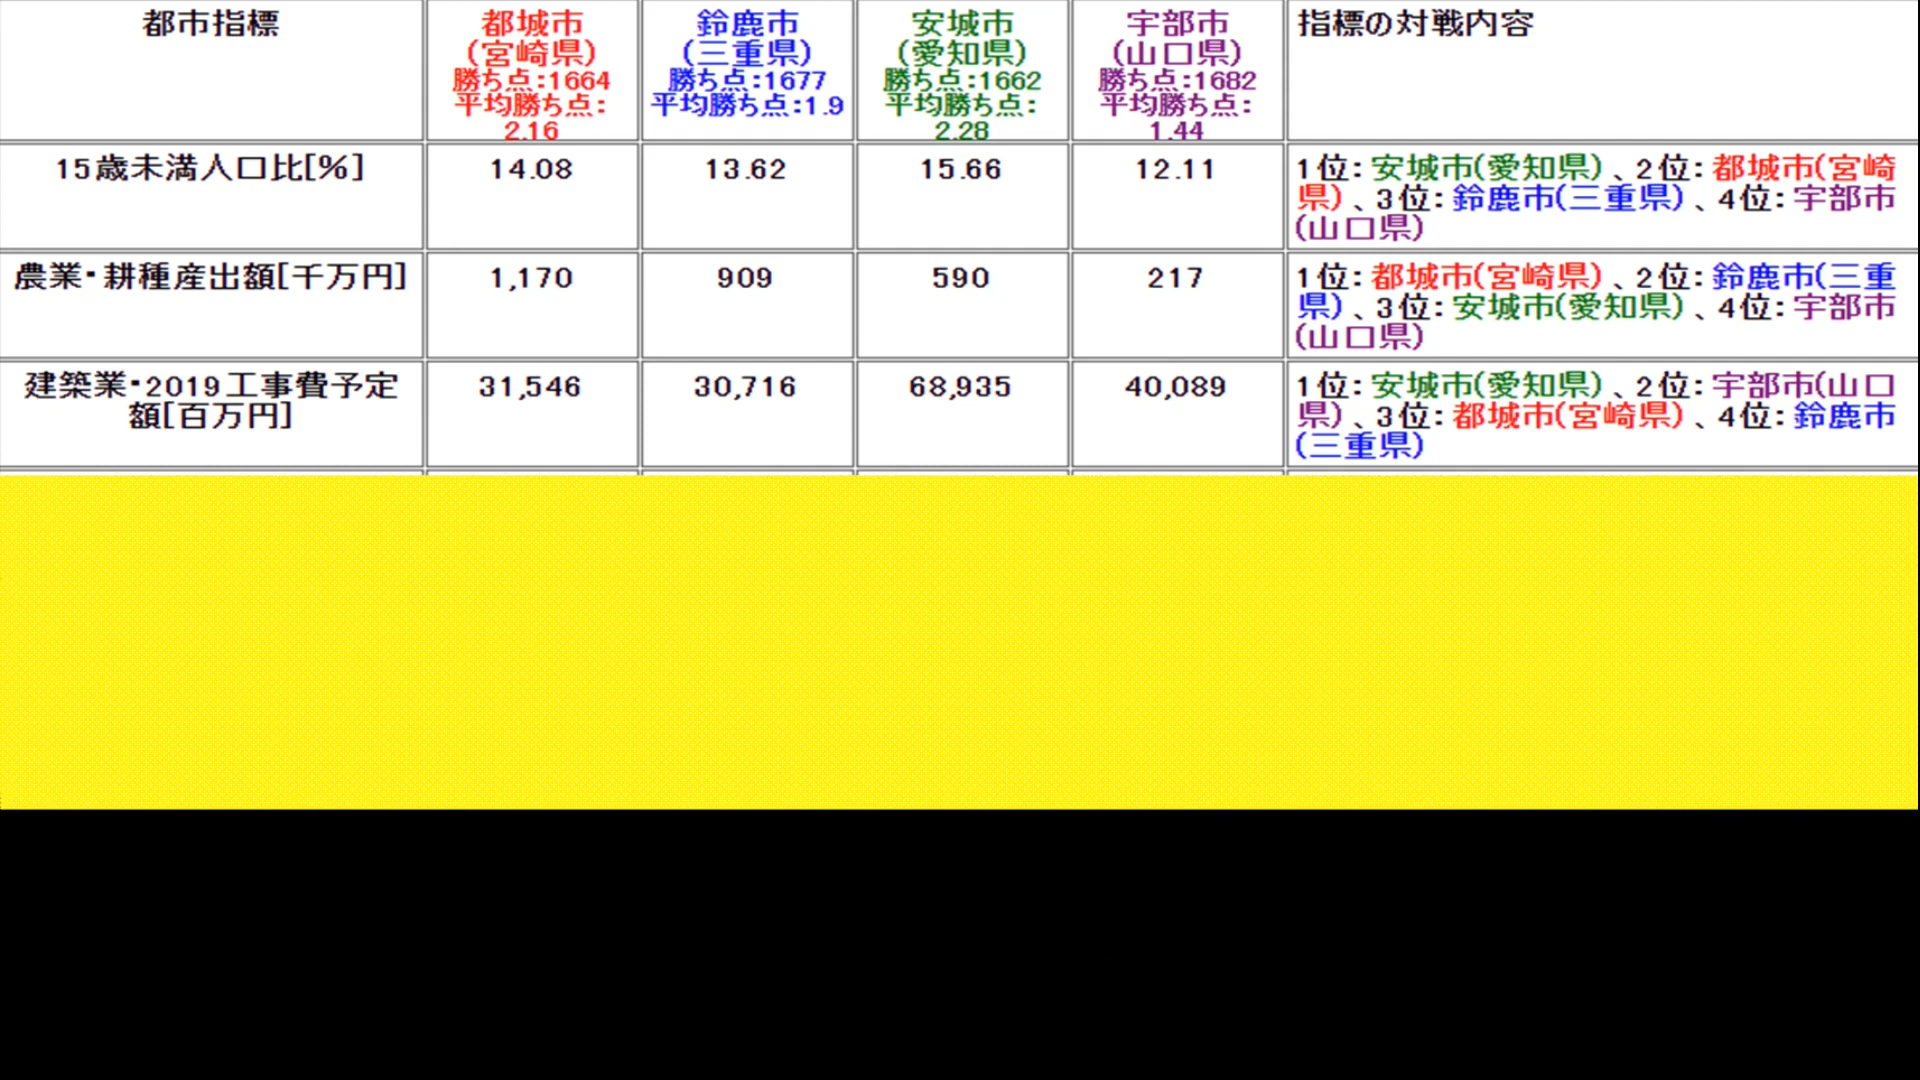 都市指標
都城市
(宮崎県)
勝ち点:1664
平均勝ち点:
2.16
鈴鹿市
(三重県)
勝ち点:1677
平均勝ち点:1.9
安城市
(愛知県)
勝ち点:1662
平均勝ち点:
2.28
宇部市
(山口県)
勝ち点:1682
平均勝ち点:
1.44
指標の対戦内容
15歳未満人口比[%]
14.08
13.62
15.66
12.11
1位:安城市(愛知県)、2位:都城市(宮崎
県)、3位:鈴鹿市(三重県)、4位:宇部市
(山口県)
農業・耕種産出額[千万円]
1,170
909
590
217
1位:都城市(宮崎県)、2位:鈴鹿市(三重
県)、3位:安城市(愛知県)、4位:宇部市
(山口県)
建築業・2019工事費予定
額[百万円]
31,546
30,716
68,935
40,089
1位:安城市(愛知県)、2位:宇部市(山口
県)、3位:都城市(宮崎県)、4位:鈴鹿市
(三重県)